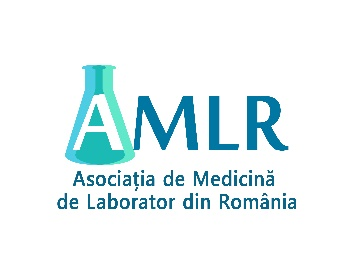 AMLR
Asociația de Medicină
de Laborator din România